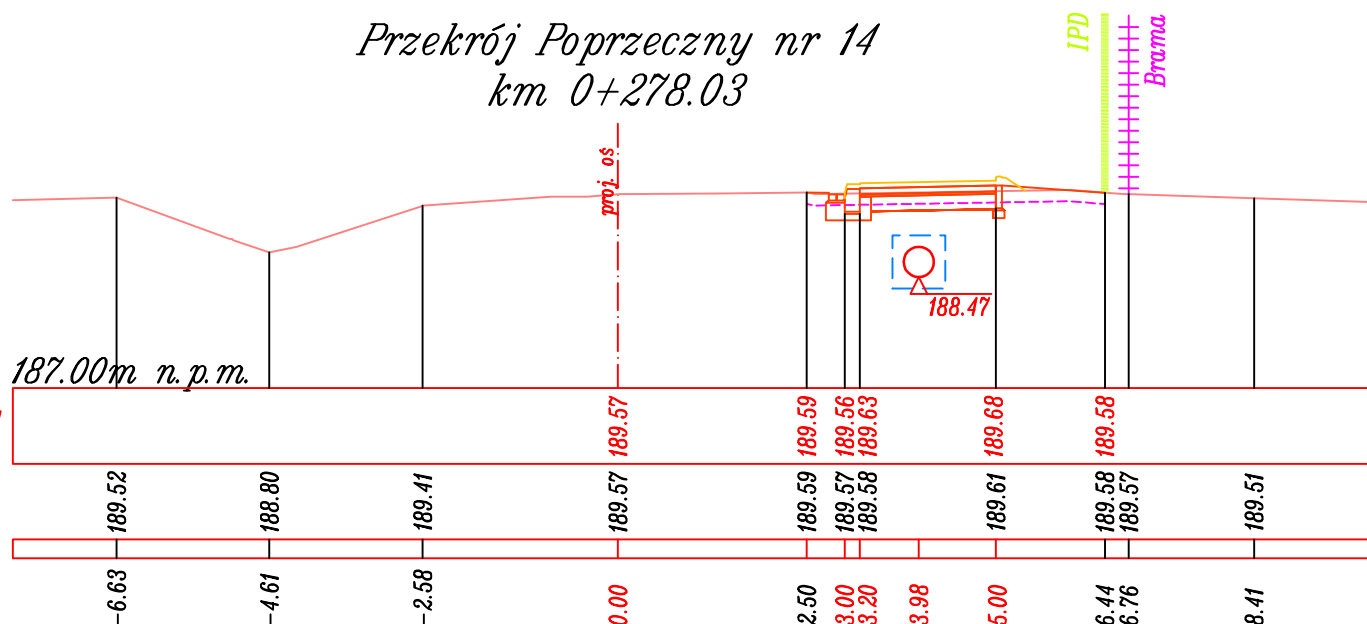 Przekrój Poprzeczny nr 14
km 0+278.03
IPD
Brama
proj. oś
188.47
187.00m n.p.m.
189.57 189.59 189.56 189.63 189.68 189.58
189.52 188.80 189.41 189.57 189.59 189.57 189.58 189.61 189.58 189.57 189.51
-6.63 -4.61 -2.58 0.00 2.50 3.00 3.20 3.98 5.00 6.44 6.76 8.41